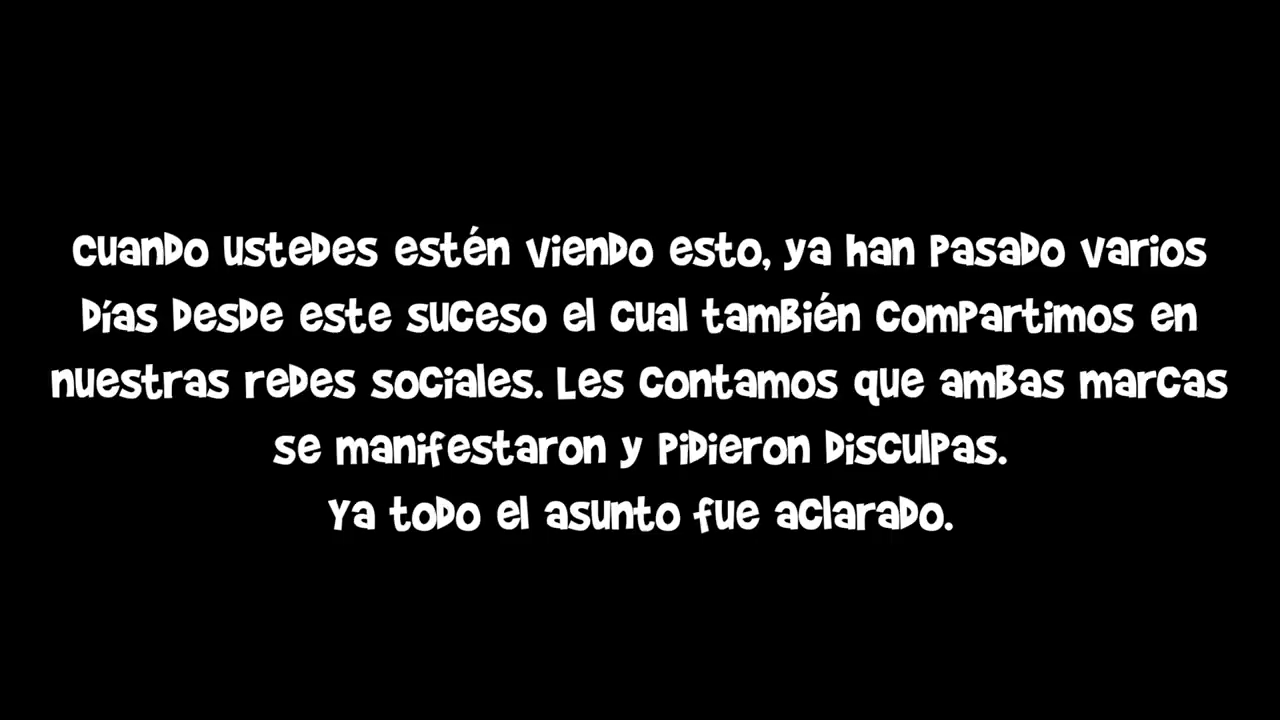 Cuando ustedes estén viendo esto, ya han pasado varios
días desde este suceso el cual también compartimos en
nuestras redes sociales. Les contamos que ambas marcas
se manifestaron y pidieron disculpas.
Ya todo el asunto fue aclarado.